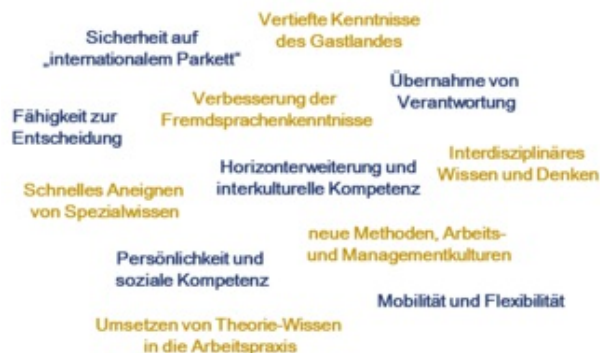 Vertiefte Kenntnisse
des Gastlandes
Sicherheit auf
„internationalem Parkett"
Übernahme von
Verantwortung
Verbesserung der
Fremdsprachenkenntnisse
Fähigkeit zur
Entscheidung
Interdisziplinäres
Wissen und Denken
Horizonterweiterung und
interkulturelle Kompetenz
Schnelles Aneignen
von Spezialwissen
neue Methoden, Arbeits-
und Managementkulturen
Persönlichkeit und
soziale Kompetenz
Mobilität und Flexibilität
Umsetzen von Theorie-Wissen
in die Arbeitspraxis